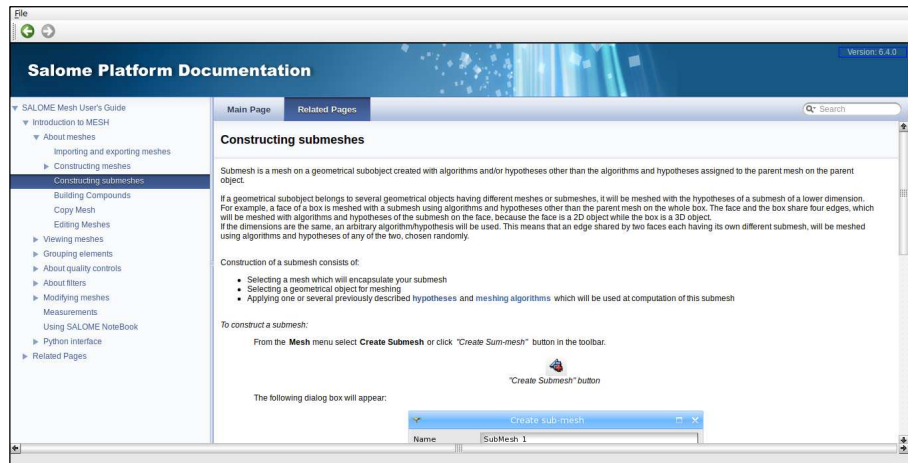 File
Salome Platform Documentation
Version: 6.4.0
SALOME Mesh User's Guide
Introduction to MESH
About meshes
Importing and exporting meshes
Constructing meshes
Constructing submeshes
Building Compounds
Copy Mesh
Editing Meshes
Viewing meshes
Grouping elements
About quality controls
About filters
Modifying meshes
Measurements
Using SALOME NoteBook
Python interface
Related Pages
Main Page
Related Pages
Search
Constructing submeshes
Submesh is a mesh on a geometrical subobject created with algorithms and/or hypotheses other than the algorithms and hypotheses assigned to the parent mesh on the parent
object.
If a geometrical subobject belongs to several geometrical objects having different meshes or submeshes, it will be meshed with the hypotheses of a submesh of a lower dimension.
For example, a face of a box is meshed with a submesh using algorithms and hypotheses other than the parent mesh on the whole box. The face and the box share four edges, which
will be meshed with algorithms and hypotheses of the submesh on the face, because the face is a 2D object while the box is a 3D object.
If the dimensions are the same, an arbitrary algorithm/hypothesis will be used. This means that an edge shared by two faces each having its own different submesh, will be meshed
using algorithms and hypotheses of any of the two, chosen randomly.
Construction of a submesh consists of:
• Selecting a mesh which will encapsulate your submesh
• Selecting a geometrical object for meshing
• Applying one or several previously described hypotheses and meshing algorithms which will be used at computation of this submesh
To construct a submesh:
From the Mesh menu select Create Submesh or click "Create Sum-mesh" button in the toolbar.
"Create Submesh" button
The following dialog box will appear:
Create sub-mesh
Name SubMesh_1